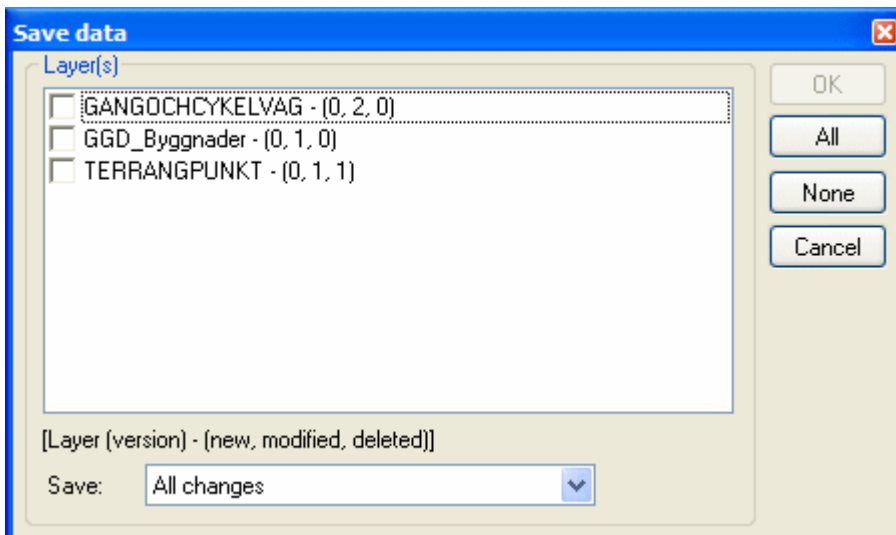 Save data
Layer(s)
GANGOCHCYKELVAG - (0, 2, 0)
GGD_Byggnader - (0, 1, 0)
TERRANGPUNKT - (0, 1, 1)
[Layer (version) - (new, modified, deleted)]
Save: All changes
OK
All
None
Cancel